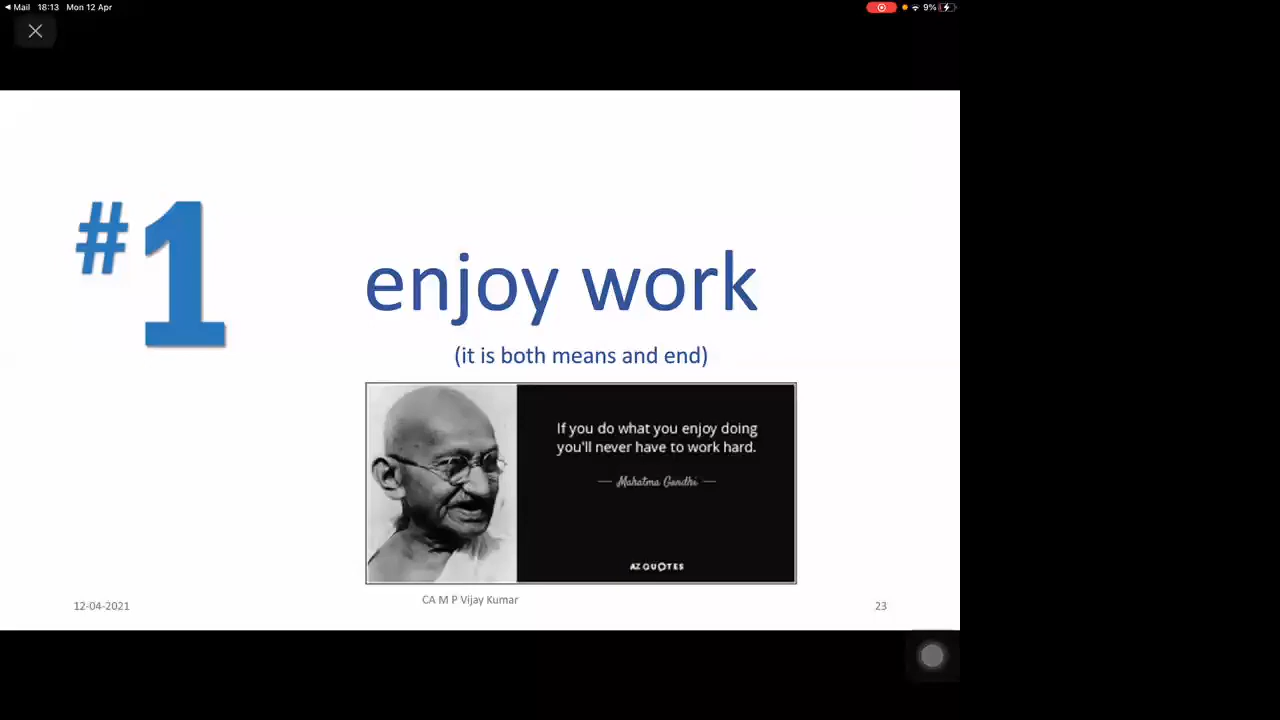 Mail 18:13 Mon 12 Apr 9%
#1
enjoy work
(it is both means and end)
If you do what you enjoy doing
you'll never have to work hard.
— Mahatma Gandhi —
AZ QUOTES
CA M P Vijay Kumar
12-04-2021 23